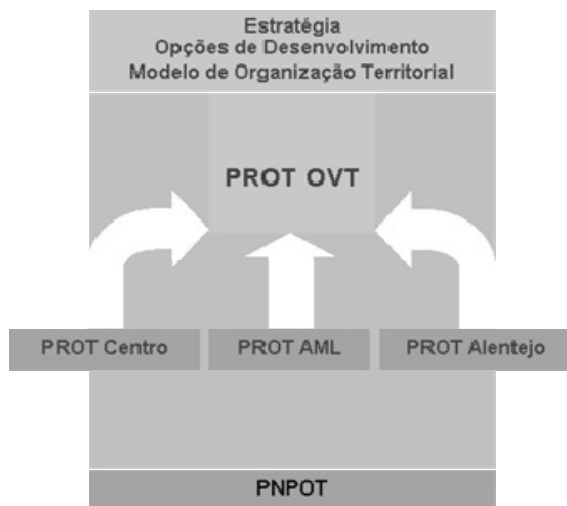 Estratégia
Opções de Desenvolvimento
Modelo de Organização Territorial
PROT OVT
PROT Centro
PROT AML
PROT Alentejo
PNPOT